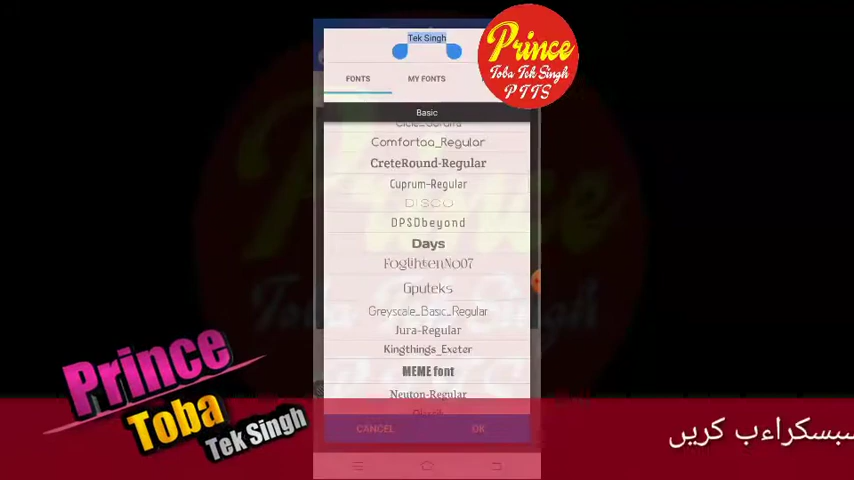 Tek Singh
FONTS
MY FONTS
Basic
Comfortaa_Regular
CreteRound-Regular
Cuprum-Regular
DISCO
DPSDbeyond
Days
FoglihtenNo07
Gputeks
Greyscale_Basic_Regular
Jura-Regular
Kingthings_Exeter
MEME font
Neuton-Regular
CANCEL
OK
Prince
Toba Tek Singh
PTTS
Prince
Toba
Tek Singh
سبسکراءب کریں